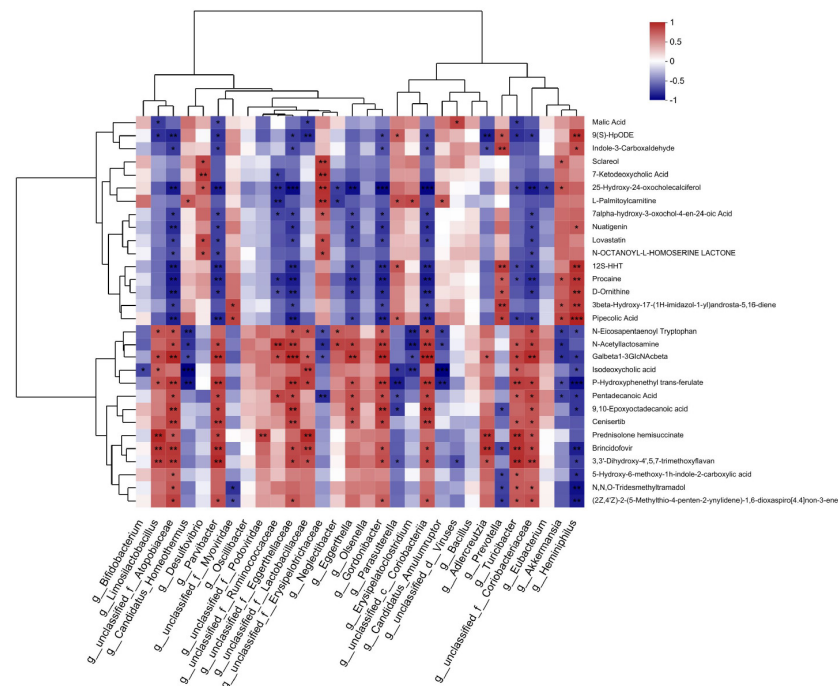 1
0.5
0
-0.5
-1
Malic Acid
9(S)-HpODE
Indole-3-Carboxaldehyde
Sclareol
7-Ketodeoxycholic Acid
25-Hydroxy-24-oxocholecalciferol
L-Palmitoylcarnitine
7alpha-hydroxy-3-oxochol-4-en-24-oic Acid
Nuatigenin
Lovastatin
N-OCTANOYL-L-HOMOSERINE LACTONE
12S-HHT
Procaine
D-Ornithine
3beta-Hydroxy-17-(1H-imidazol-1-yl)androsta-5,16-diene
Pipecolic Acid
N-Eicosapentaenoyl Tryptophan
N-Acetyllactosamine
Galbeta1-3GlcNAcbeta
Isodeoxycholic acid
P-Hydroxyphenethyl trans-ferulate
Pentadecanoic Acid
9,10-Epoxyoctadecanoic acid
Cenisertib
Prednisolone hemisuccinate
Brincidofovir
3,3'-Dihydroxy-4',5,7-trimethoxyflavan
5-Hydroxy-6-methoxy-1h-indole-2-carboxylic acid
N,N,O-Tridesmethyltramadol
(2Z,4'Z)-2-(5-Methylthio-4-penten-2-ynylidene)-1,6-dioxaspiro[4.4]non-3-ene
g__Bifidobacterium
g__Limosilactobacillus
g__unclassified_f__Atopobiaceae
g__Candidatus_Homeothermus
g__Desulfovibrio
g__Parvibacter
g__unclassified_f__Myoviridae
g__Oscillibacter
g__unclassified_f__Podoviridae
g__unclassified_f__Ruminococcaceae
g__unclassified_f__Eggerthellaceae
g__unclassified_f__Lactobacillaceae
g__unclassified_f__Erysipelotrichaceae
g__Neglectibacter
g__Eggerthella
g__Olsenella
g__Gordonibacter
g__Parasutterella
g__Erysipelatoclostridium
g__unclassified_c__Coriobacteriia
g__Candidatus_Amulumruptor
g__unclassified_d__Viruses
g__Bacillus
g__Adlercreutzia
g__Prevotella
g__Turicibacter
g__unclassified_f__Coriobacteriaceae
g__Eubacterium
g__Akkermansia
g__Neniniphilus